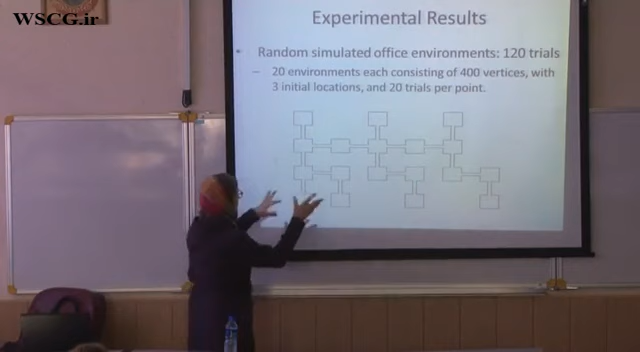 WSCG.ir
Experimental Results
• Random simulated office environments: 120 trials
– 20 environments each consisting of 400 vertices, with
3 initial locations, and 20 trials per point.